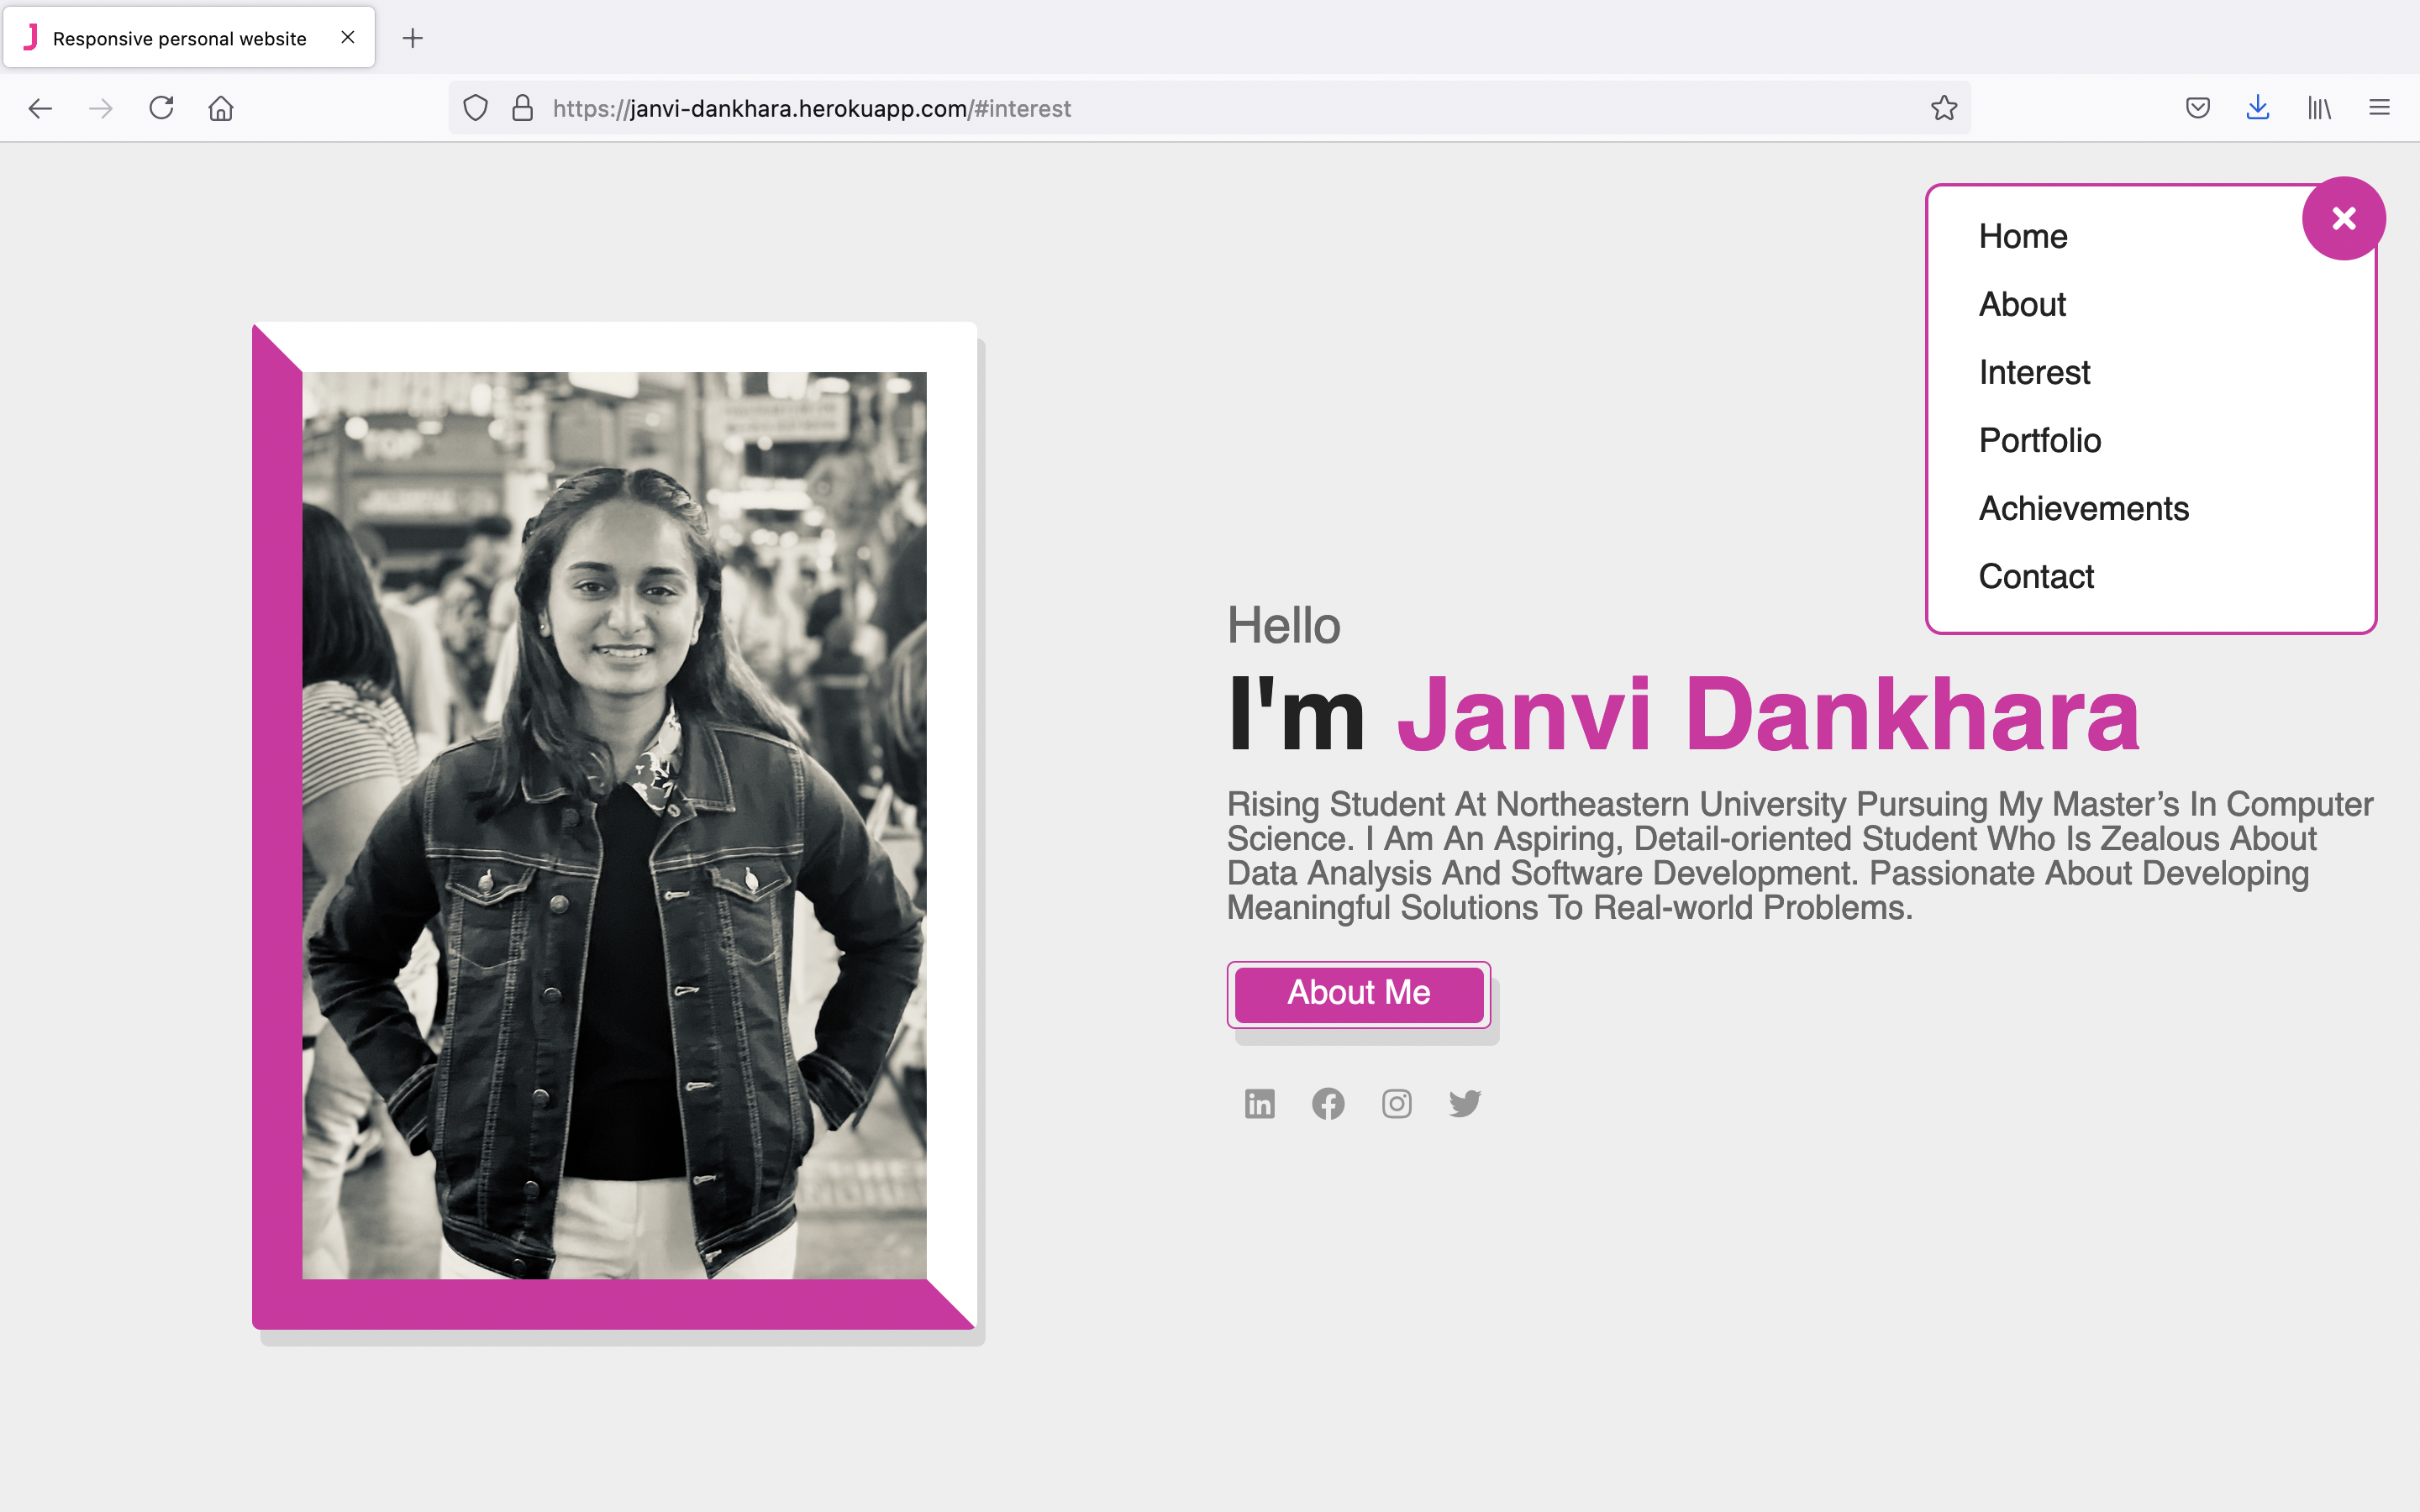 J Responsive personal website
https://janvi-dankhara.herokuapp.com/#interest
Home
About
Interest
Portfolio
Achievements
Contact
TOP
Hello
I'm Janvi Dankhara
Rising Student At Northeastern University Pursuing My Master’s In Computer
Science. I Am An Aspiring, Detail-oriented Student Who Is Zealous About
Data Analysis And Software Development. Passionate About Developing
Meaningful Solutions To Real-world Problems.
About Me
in